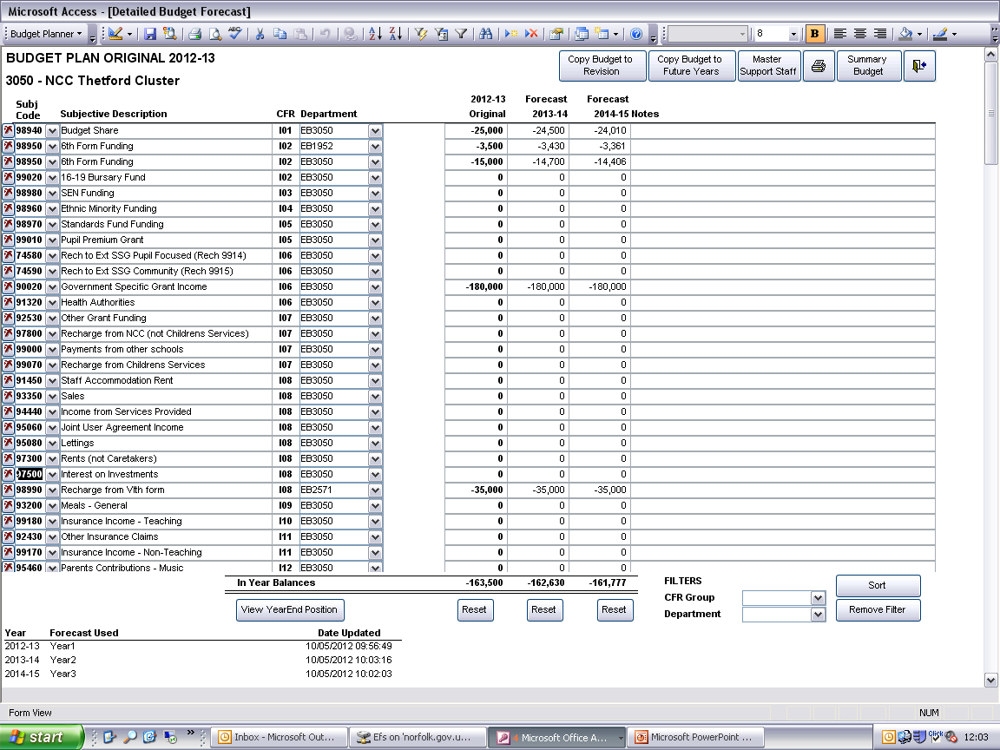 Microsoft Access - [Detailed Budget Forecast]
Budget Planner 8 B
BUDGET PLAN ORIGINAL 2012-13
3050 - NCC Thetford Cluster
Copy Budget to Revision
Copy Budget to Future Years
Master Support Staff
Summary Budget
Subj Code Subjective Description CFR Department 2012-13 Original Forecast 2013-14 Forecast 2014-15 Notes
98940 Budget Share I01 EB3050 -25,000 -24,500 -24,010
98950 6th Form Funding I02 EB1952 -3,500 -3,430 -3,361
98950 6th Form Funding I02 EB3050 -15,000 -14,700 -14,406
99020 16-19 Bursary Fund I02 EB3050 0 0 0
98980 SEN Funding I03 EB3050 0 0 0
98960 Ethnic Minority Funding I04 EB3050 0 0 0
98970 Standards Fund Funding I05 EB3050 0 0 0
99010 Pupil Premium Grant I05 EB3050 0 0 0
74580 Rech to Ext SSG Pupil Focused (Rech 9914) I06 EB3050 0 0 0
74590 Rech to Ext SSG Community (Rech 9915) I06 EB3050 0 0 0
90020 Government Specific Grant Income I06 EB3050 -180,000 -180,000 -180,000
91320 Health Authorities I06 EB3050 0 0 0
92530 Other Grant Funding I07 EB3050 0 0 0
97800 Recharge from NCC (not Childrens Services) I07 EB3050 0 0 0
99000 Payments from other schools I07 EB3050 0 0 0
99070 Recharge from Childrens Services I07 EB3050 0 0 0
91450 Staff Accommodation Rent I08 EB3050 0 0 0
93350 Sales I08 EB3050 0 0 0
94440 Income from Services Provided I08 EB3050 0 0 0
95060 Joint User Agreement Income I08 EB3050 0 0 0
95080 Lettings I08 EB3050 0 0 0
97300 Rents (not Caretakers) I08 EB3050 0 0 0
97500 Interest on Investments I08 EB3050 0 0 0
98990 Recharge from VIth form I08 EB2571 -35,000 -35,000 -35,000
93200 Meals - General I09 EB3050 0 0 0
99180 Insurance Income - Teaching I10 EB3050 0 0 0
92430 Other Insurance Claims I11 EB3050 0 0 0
99170 Insurance Income - Non-Teaching I11 EB3050 0 0 0
95460 Parents Contributions - Music I12 EB3050 0 0 0
In Year Balances -163,500 -162,630 -161,777
View YearEnd Position Reset Reset Reset
FILTERS
CFR Group
Department
Sort
Remove Filter
Year Forecast Used Date Updated
2012-13 Year1 10/05/2012 09:56:49
2013-14 Year2 10/05/2012 10:03:16
2014-15 Year3 10/05/2012 10:02:03
Form View NUM
start Inbox - Microsoft Out... Efs on 'norfolk.gov.u... Microsoft Office A... Microsoft PowerPoint ... Click 12:03